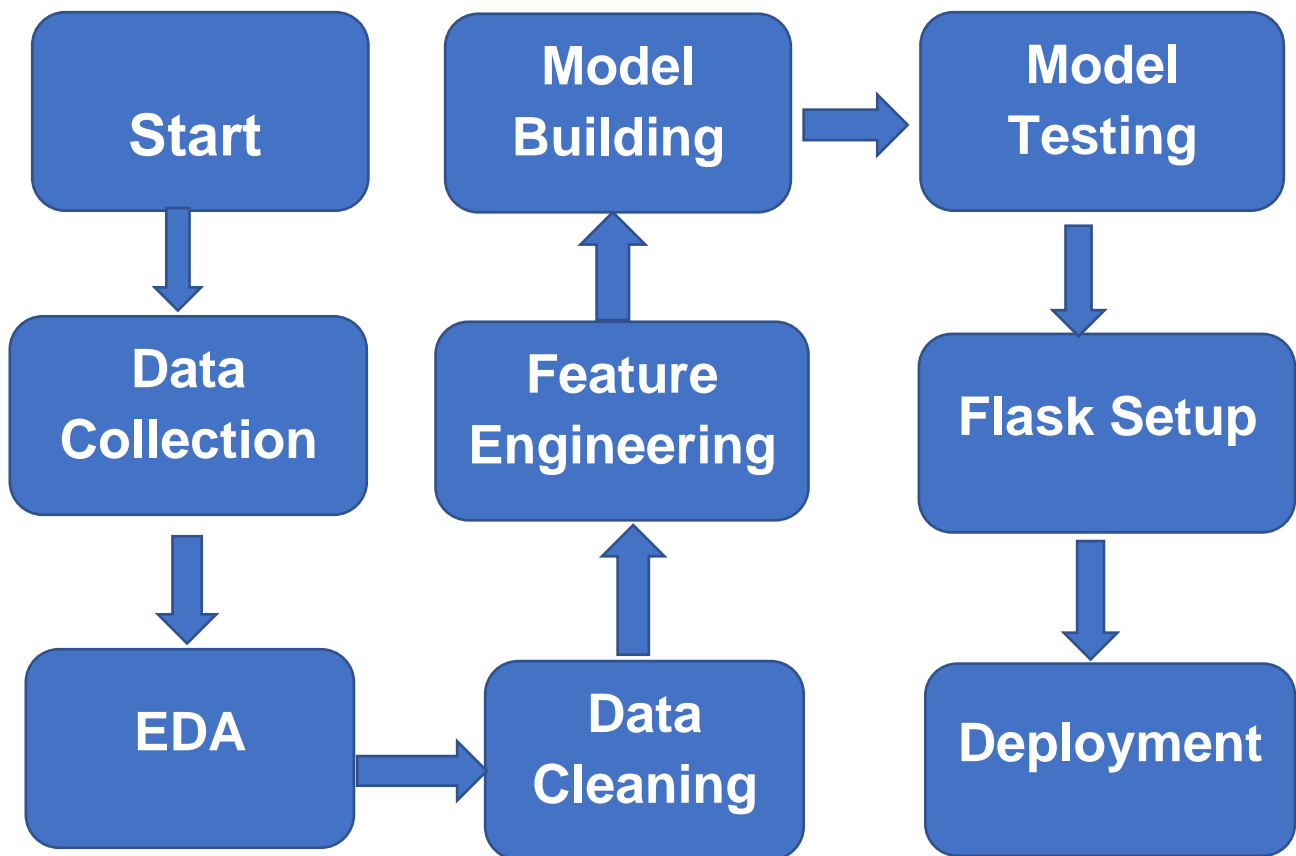 Start
Data
Collection
EDA
Data
Cleaning
Feature
Engineering
Model
Building
Model
Testing
Flask Setup
Deployment